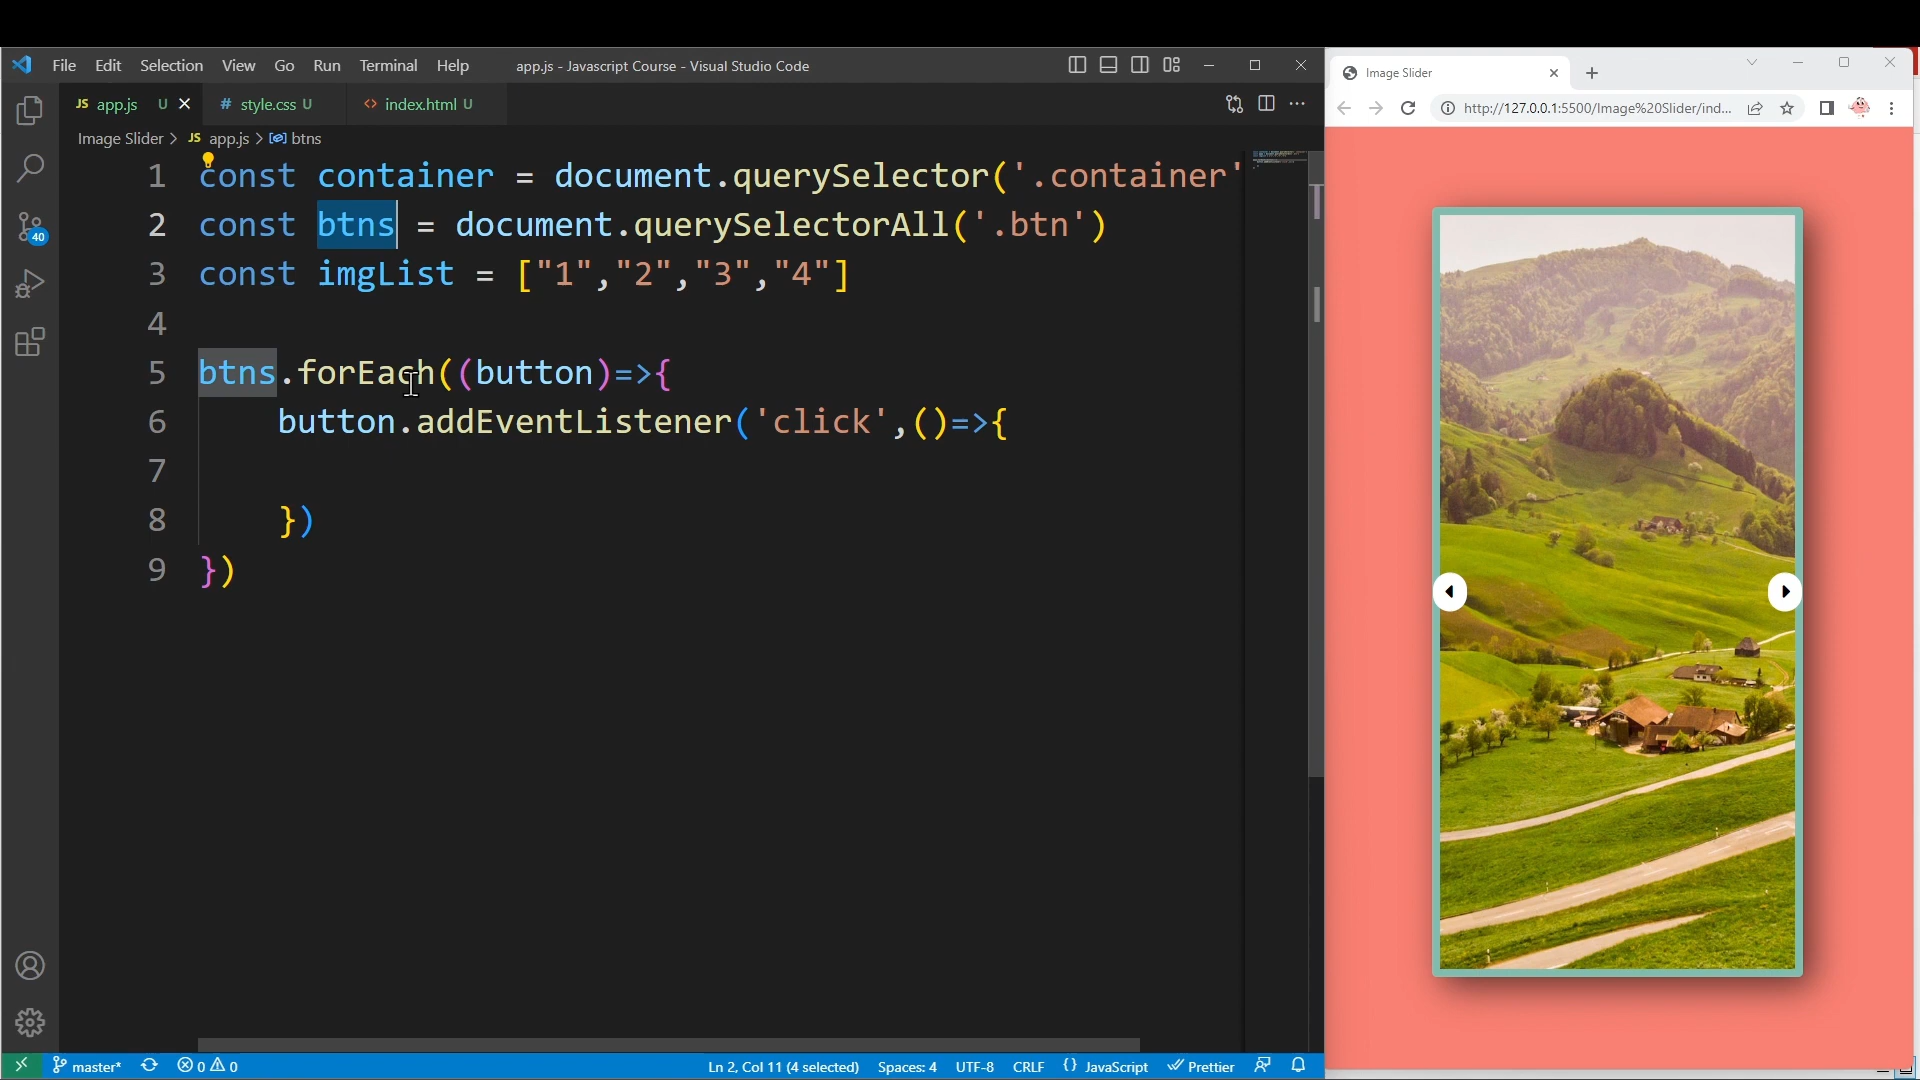 File Edit Selection View Go Run Terminal Help
app.js - Javascript Course - Visual Studio Code
JS app.js U
# style.css U
<> index.html U
Image Slider > JS app.js > btns
1 const container = document.querySelector('.container'
2 const btns = document.querySelectorAll('.btn')
3 const imgList = ["1","2","3","4"]
4
5 btns.forEach((button)=>{
6 button.addEventListener('click',()=>{
7
8 })
9 })
40
master*
0 0
Ln 2, Col 11 (4 selected)
Spaces: 4
UTF-8
CRLF
{} JavaScript
Prettier
Image Slider
http://127.0.0.1:5500/Image%20Slider/ind...